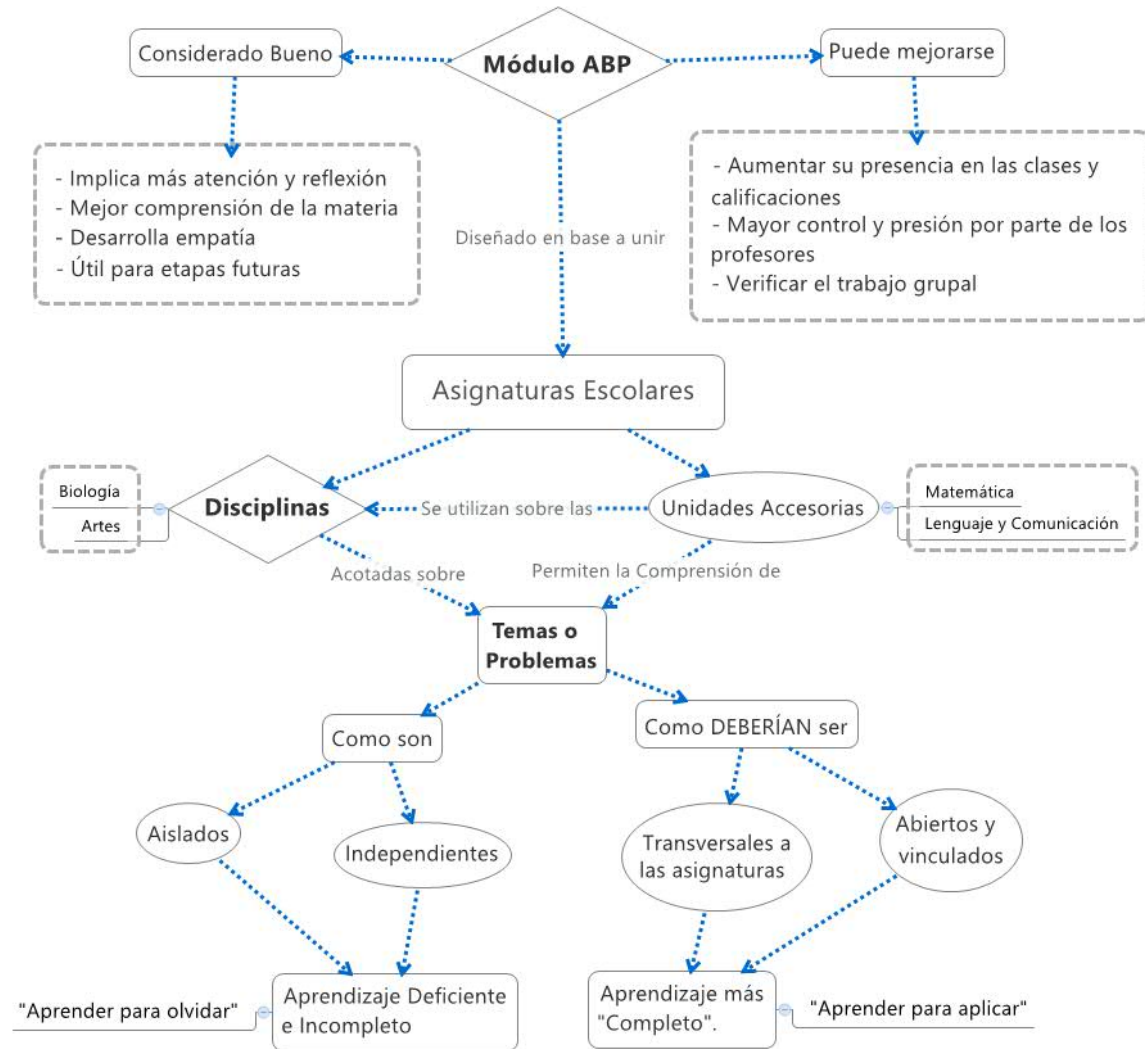 Considerado Bueno
Módulo ABP
Puede mejorarse
- Implica más atención y reflexión
- Mejor comprensión de la materia
- Desarrolla empatía
- Útil para etapas futuras
- Aumentar su presencia en las clases y
calificaciones
- Mayor control y presión por parte de los
profesores
- Verificar el trabajo grupal
Diseñado en base a unir
Asignaturas Escolares
Biología
Artes
Disciplinas
Se utilizan sobre las
Unidades Accesorias
Matemática
Lenguaje y Comunicación
Acotadas sobre
Permiten la Comprensión de
Temas o
Problemas
Como son
Como DEBERÍAN ser
Aislados
Independientes
Transversales a
las asignaturas
Abiertos y
vinculados
"Aprender para olvidar"
Aprendizaje Deficiente
e Incompleto
Aprendizaje más
"Completo".
"Aprender para aplicar"